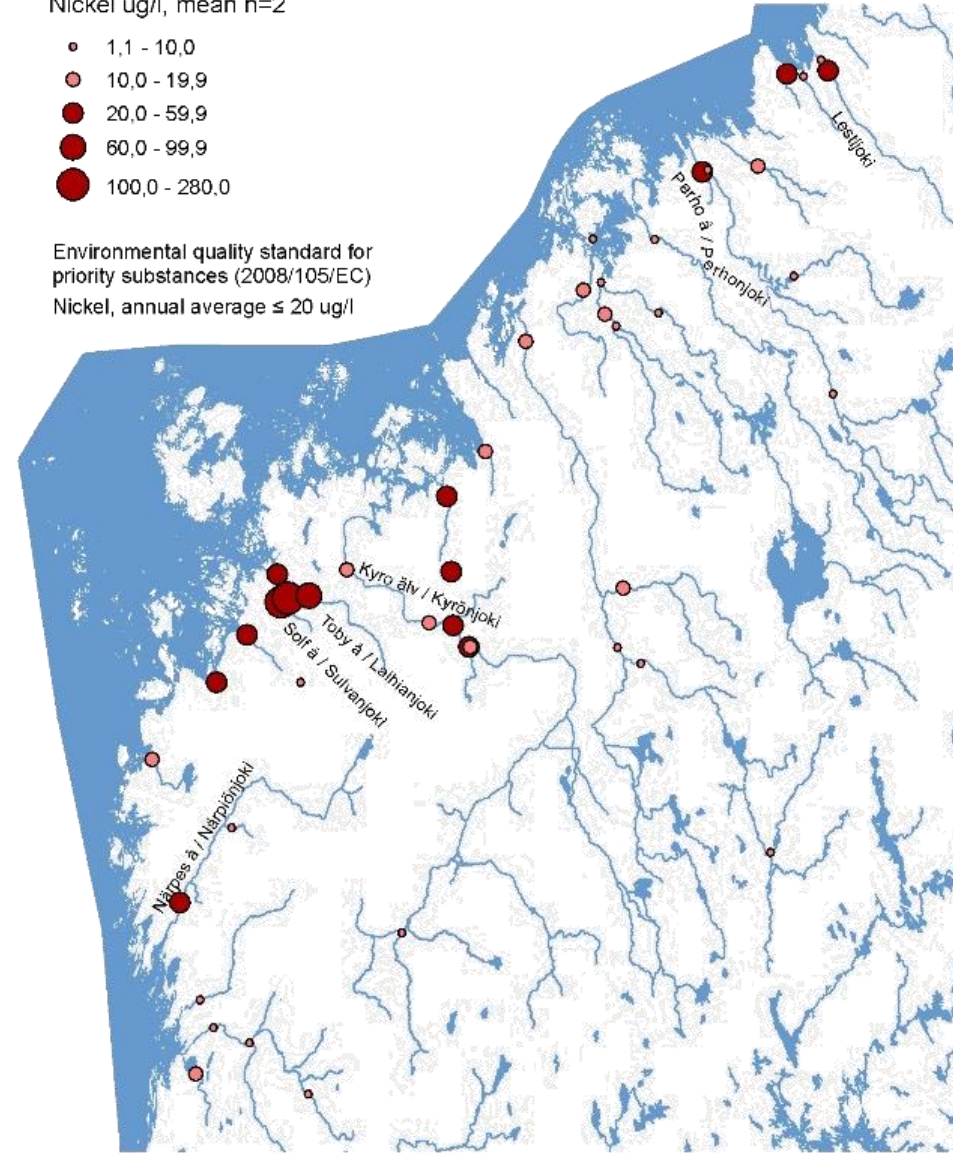 Nickel ug/l, mean n=2
1,1 - 10,0
10,0 - 19,9
20,0 - 59,9
60,0 - 99,9
100,0 - 280,0
Environmental quality standard for
priority substances (2008/105/EC)
Nickel, annual average ≤ 20 ug/l
Lestijoki
Perho å / Perhonjoki
Kyro älv / Kyrönjoki
Toby å / Laihianjoki
Solf å / Sulvanjoki
Närpes å / Närpiönjoki